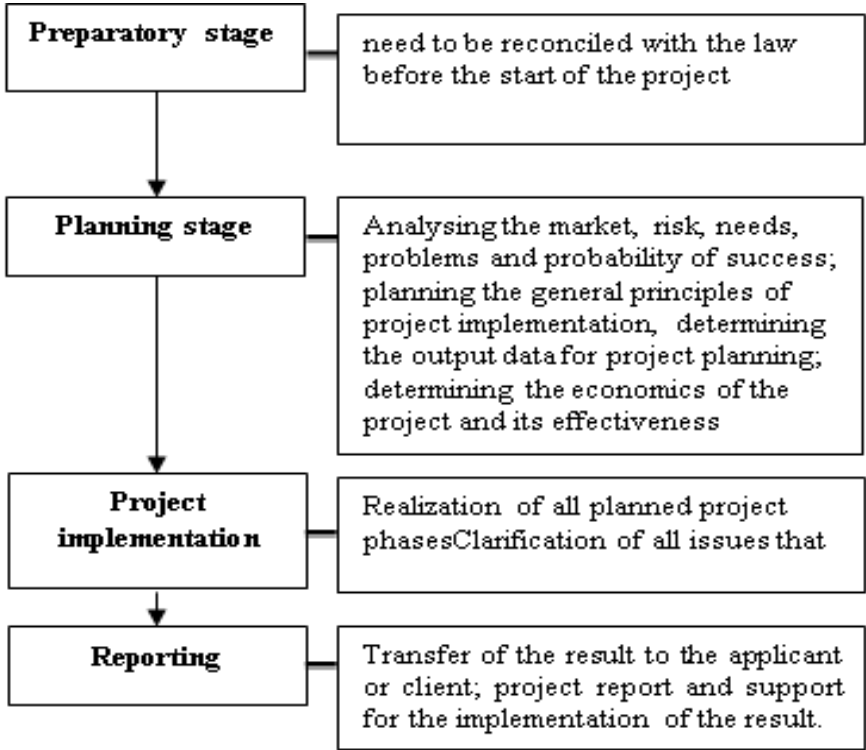 Preparatory stage
need to be reconciled with the law
before the start of the project
Planning stage
Analysing the market, risk, needs,
problems and probability of success;
planning the general principles of
project implementation, determining
the output data for project planning;
determining the economics of the
project and its effectiveness
Project
implementation
Realization of all planned project
phasesClarification of all issues that
Reporting
Transfer of the result to the applicant
or client; project report and support
for the implementation of the result.